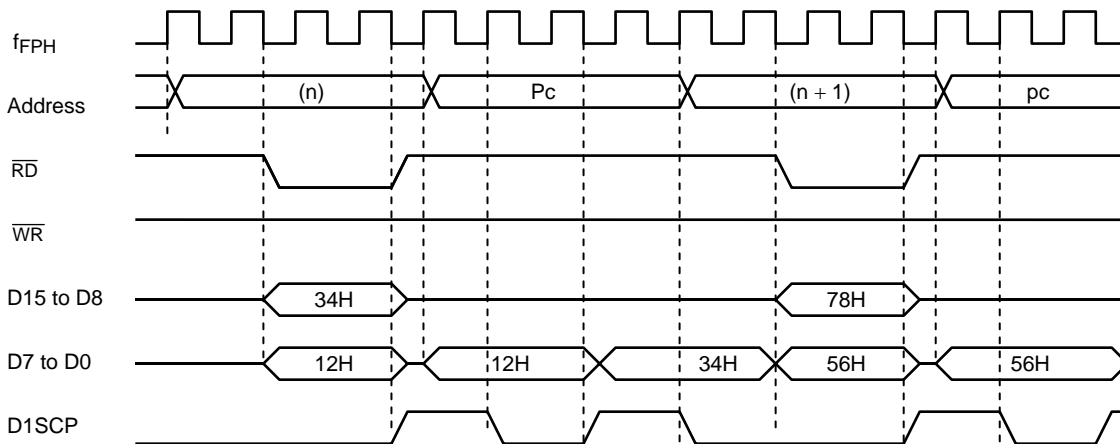 fFPH
Address (n) Pc (n + 1) pc
RD
WR
D15 to D8 34H 78H
D7 to D0 12H 12H 34H 56H 56H
D1SCP